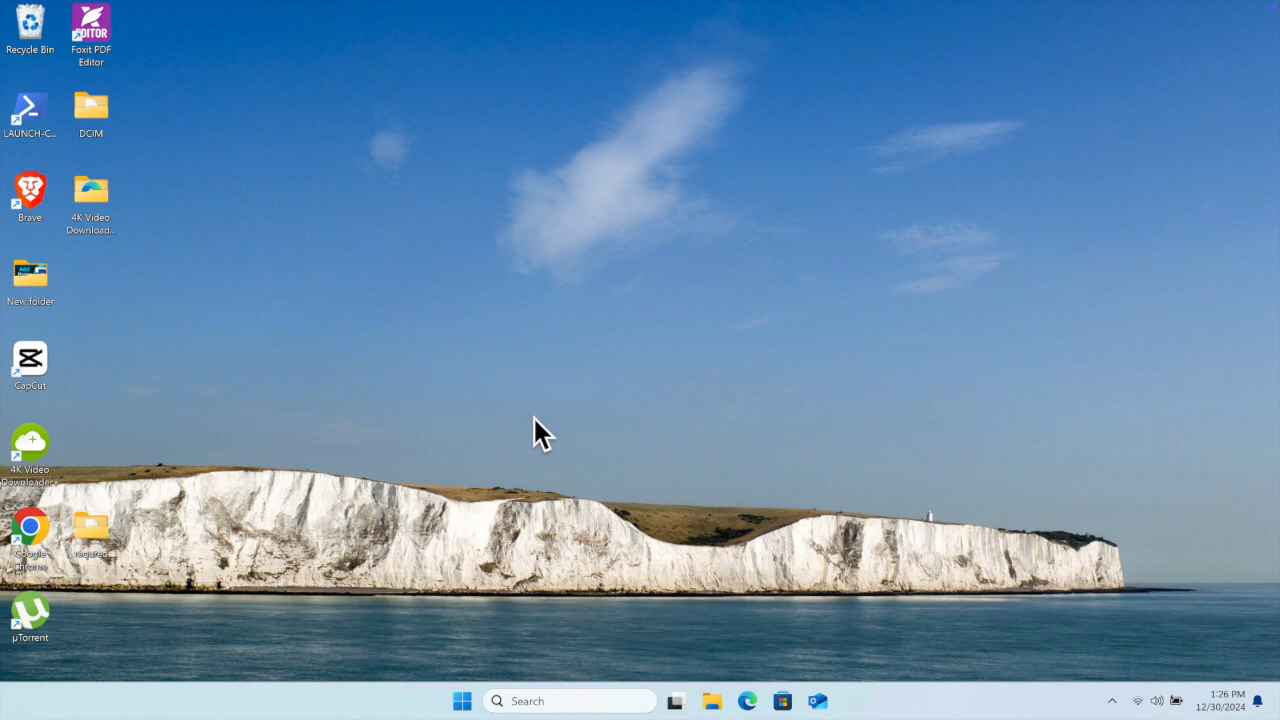 Recycle Bin
Foxit PDF
Editor
EDITOR
LAUNCH-C...
DCIM
Brave
4K Video
Download...
New folder
CapCut
4K Video
Downloader+
Google
Chrome
required
µTorrent
Search
1:26 PM
12/30/2024